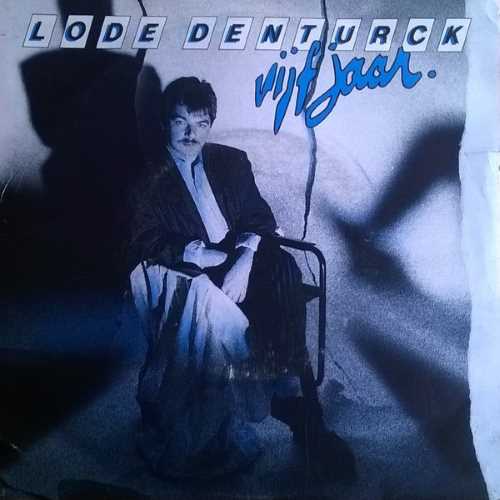 LODE DENTURCK
vijf jaar.